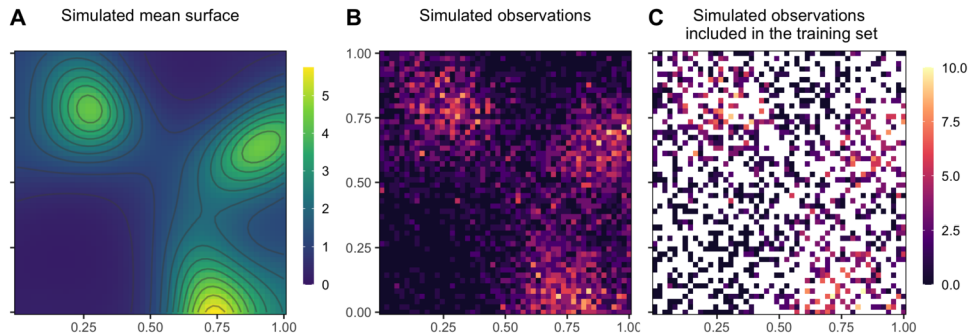 A Simulated mean surface
B Simulated observations
C Simulated observations
included in the training set
5
4
3
2
1
0
0.25 0.50 0.75 1.00
1.00
0.75
0.50
0.25
0.00
0.25 0.50 0.75 1.00
0.25 0.50 0.75 1.00
10.0
7.5
5.0
2.5
0.0